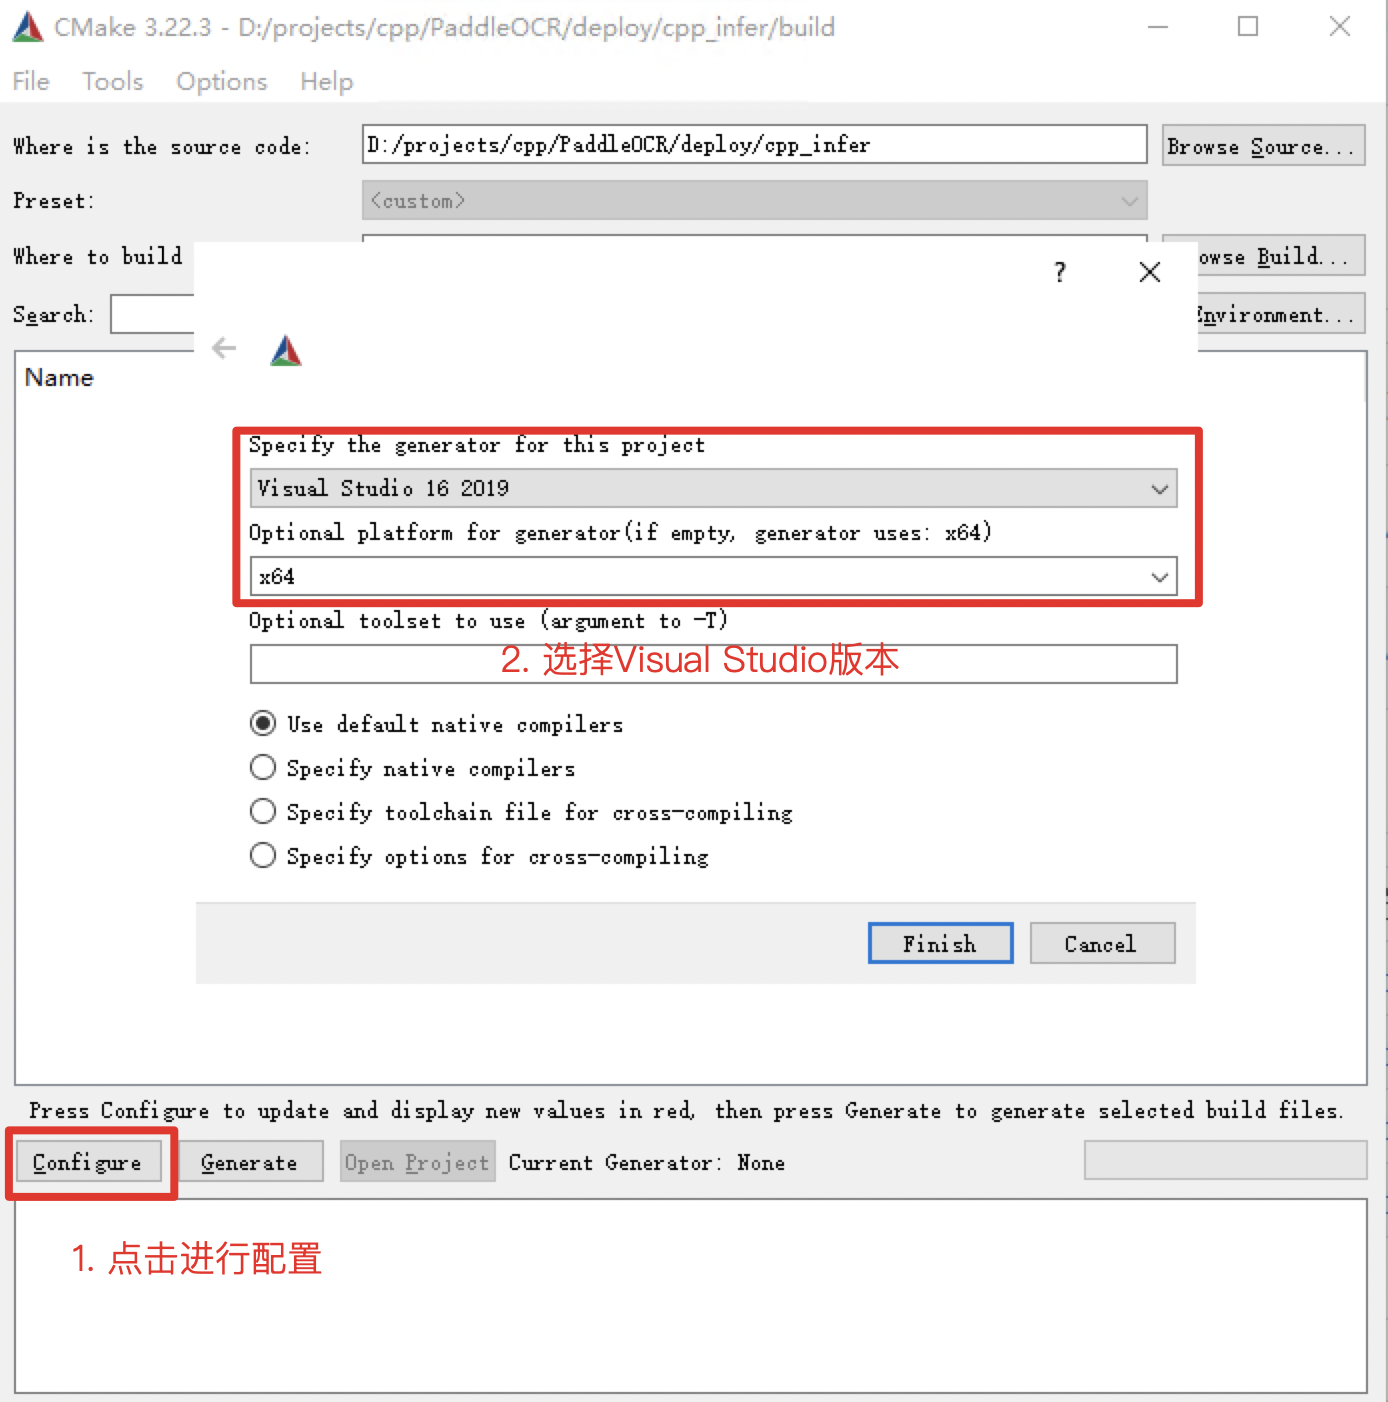 CMake 3.22.3 - D:/projects/cpp/PaddleOCR/deploy/cpp_infer/build
File Tools Options Help
Where is the source code: D:/projects/cpp/PaddleOCR/deploy/cpp_infer Browse Source...
Preset: <custom>
Where to build owse Build...
Search: Environment...
?
Name
Specify the generator for this project
Visual Studio 16 2019
Optional platform for generator(if empty, generator uses: x64)
x64
Optional toolset to use (argument to -T)
2. 选择Visual Studio版本
Use default native compilers
Specify native compilers
Specify toolchain file for cross-compiling
Specify options for cross-compiling
Finish Cancel
Press Configure to update and display new values in red, then press Generate to generate selected build files.
Configure Generate Open Project Current Generator: None
1. 点击进行配置